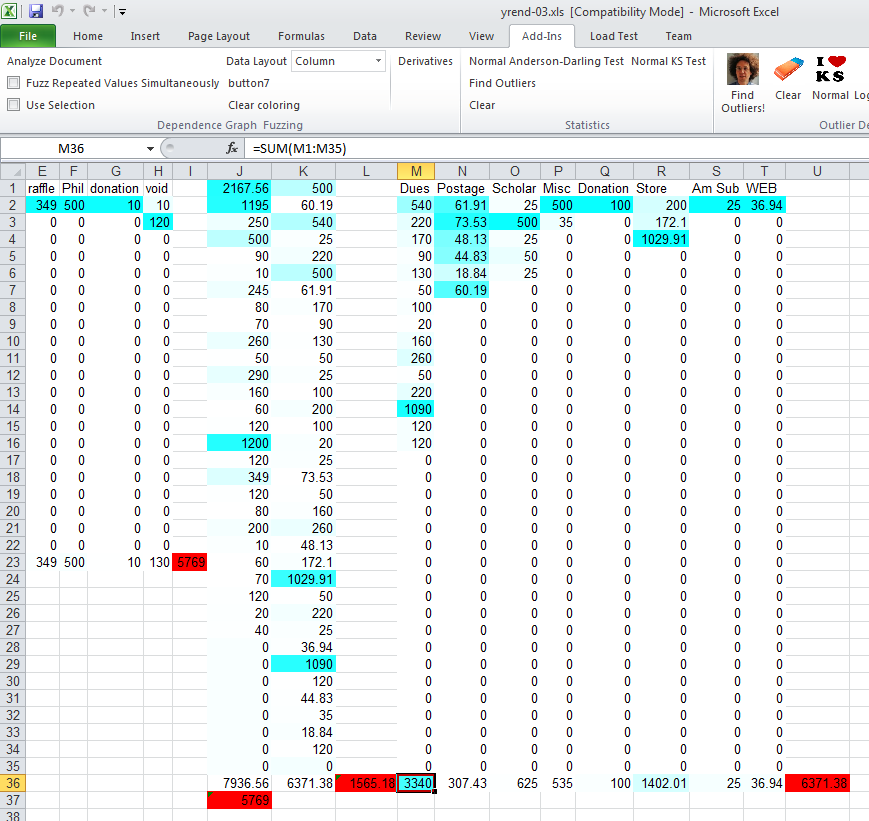 yrend-03.xls [Compatibility Mode] - Microsoft Excel
File Home Insert Page Layout Formulas Data Review View Add-Ins Load Test Team
Analyze Document Data Layout Column Derivatives Normal Anderson-Darling Test Normal KS Test I
Fuzz Repeated Values Simultaneously button7 Find Outliers KS
Use Selection Clear coloring Clear Find Clear Normal Log
Outliers!
Dependence Graph Fuzzing Statistics Outlier De
M36 fx =SUM(M1:M35)
E F G H I J K L M N O P Q R S T U
1 raffle Phil donation void 2167.56 500 Dues Postage Scholar Misc Donation Store Am Sub WEB
2 349 500 10 10 1195 60.19 540 61.91 25 500 100 200 25 36.94
3 0 0 0 120 250 540 220 73.53 500 35 0 172.1 0 0
4 0 0 0 0 500 25 170 48.13 25 0 0 1029.91 0 0
5 0 0 0 0 90 220 90 44.83 50 0 0 0 0 0
6 0 0 0 0 10 500 130 18.84 25 0 0 0 0 0
7 0 0 0 0 245 61.91 50 60.19 0 0 0 0 0 0
8 0 0 0 0 80 170 100 0 0 0 0 0 0 0
9 0 0 0 0 70 90 20 0 0 0 0 0 0 0
10 0 0 0 0 260 130 160 0 0 0 0 0 0 0
11 0 0 0 0 50 50 260 0 0 0 0 0 0 0
12 0 0 0 0 290 25 50 0 0 0 0 0 0 0
13 0 0 0 0 160 100 220 0 0 0 0 0 0 0
14 0 0 0 0 60 200 1090 0 0 0 0 0 0 0
15 0 0 0 0 120 100 120 0 0 0 0 0 0 0
16 0 0 0 0 1200 20 120 0 0 0 0 0 0 0
17 0 0 0 0 120 25 0 0 0 0 0 0 0 0
18 0 0 0 0 349 73.53 0 0 0 0 0 0 0 0
19 0 0 0 0 120 50 0 0 0 0 0 0 0 0
20 0 0 0 0 80 160 0 0 0 0 0 0 0 0
21 0 0 0 0 200 260 0 0 0 0 0 0 0 0
22 0 0 0 0 10 48.13 0 0 0 0 0 0 0 0
23 349 500 10 130 5769 60 172.1 0 0 0 0 0 0 0 0
24 70 1029.91 0 0 0 0 0 0 0 0
25 120 50 0 0 0 0 0 0 0 0
26 20 220 0 0 0 0 0 0 0 0
27 40 25 0 0 0 0 0 0 0 0
28 0 36.94 0 0 0 0 0 0 0 0
29 0 1090 0 0 0 0 0 0 0 0
30 0 120 0 0 0 0 0 0 0 0
31 0 44.83 0 0 0 0 0 0 0 0
32 0 35 0 0 0 0 0 0 0 0
33 0 18.84 0 0 0 0 0 0 0 0
34 0 120 0 0 0 0 0 0 0 0
35 0 0 0 0 0 0 0 0 0 0
36 7936.56 6371.38 1565.18 3340 307.43 625 535 100 1402.01 25 36.94 6371.38
37 5769
38